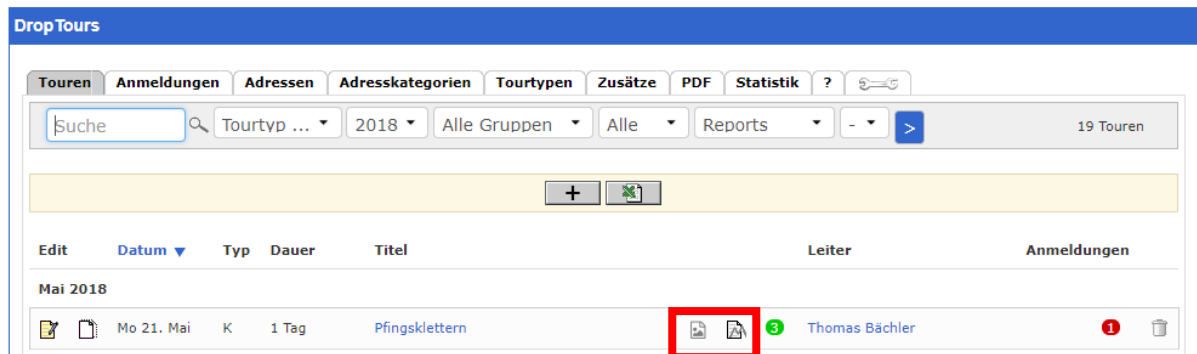 DropTours
Touren Anmeldungen Adressen Adresskategorien Tourtypen Zusätze PDF Statistik ?
Suche Tourtyp ... 2018 Alle Gruppen Alle Reports - > 19 Touren
+
Edit Datum Typ Dauer Titel Leiter Anmeldungen
Mai 2018
Mo 21. Mai K 1 Tag Pfingsklettern 3 Thomas Bächler 1